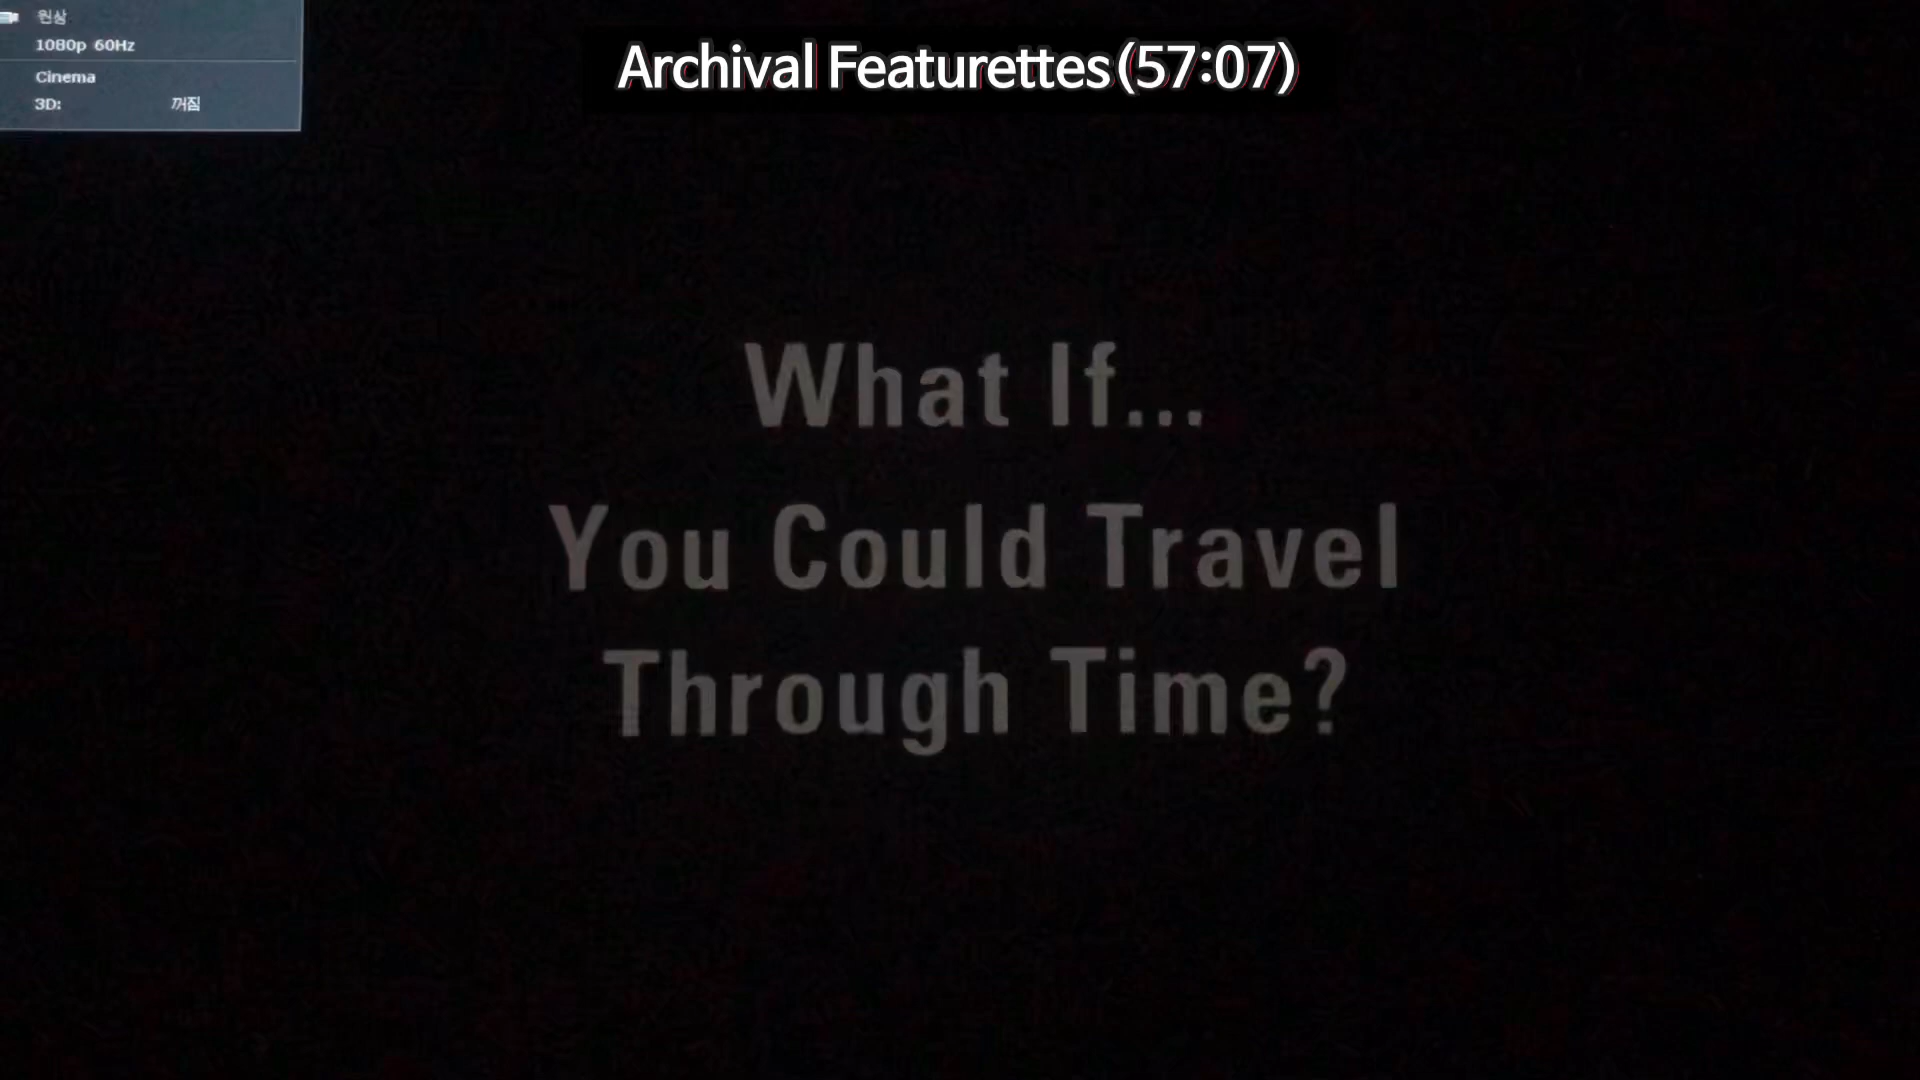 원상
1080p 60Hz
Cinema
3D: 꺼짐
Archival Featurettes (57:07)
What If...
You Could Travel
Through Time?